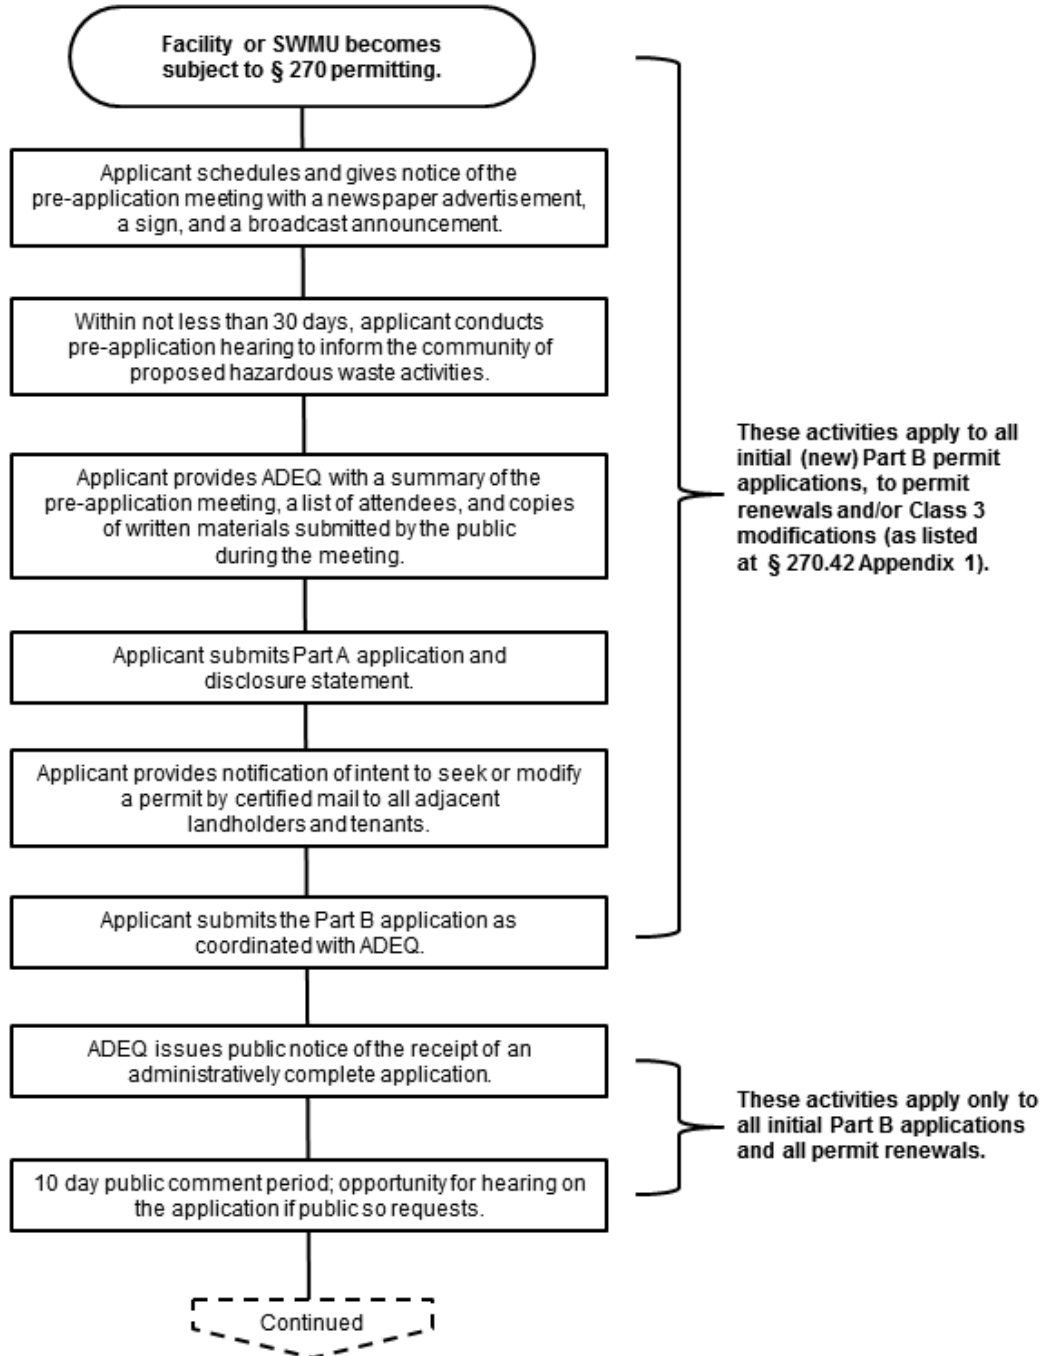 Facility or SWMU becomes
subject to § 270 permitting.
Applicant schedules and gives notice of the
pre-application meeting with a newspaper advertisement,
a sign, and a broadcast announcement.
Within not less than 30 days, applicant conducts
pre-application hearing to inform the community of
proposed hazardous waste activities.
Applicant provides ADEQ with a summary of the
pre-application meeting, a list of attendees, and copies
of written materials submitted by the public
during the meeting.
Applicant submits Part A application and
disclosure statement.
Applicant provides notification of intent to seek or modify
a permit by certified mail to all adjacent
landholders and tenants.
Applicant submits the Part B application as
coordinated with ADEQ.
These activities apply to all
initial (new) Part B permit
applications, to permit
renewals and/or Class 3
modifications (as listed
at § 270.42 Appendix 1).
ADEQ issues public notice of the receipt of an
administratively complete application.
10 day public comment period; opportunity for hearing on
the application if public so requests.
These activities apply only to
all initial Part B applications
and all permit renewals.
Continued